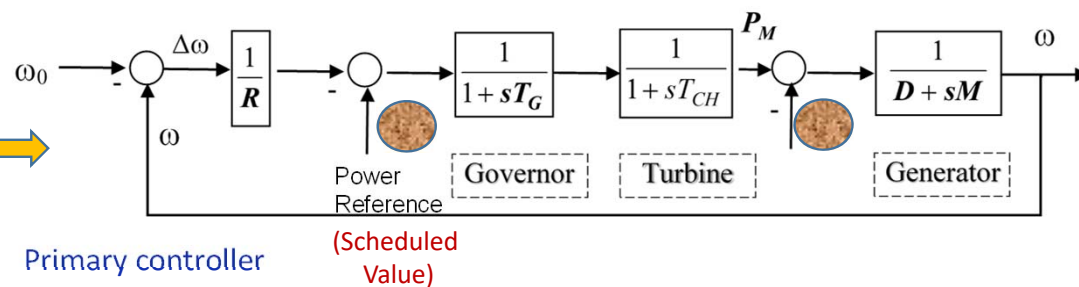 ω₀
-
Δω
1
R
-
1
1 + sT_G
1
1 + sT_CH
P_M
-
1
D + sM
ω
ω
Power
Reference
(Scheduled
Value)
Governor
Turbine
Generator
Primary controller